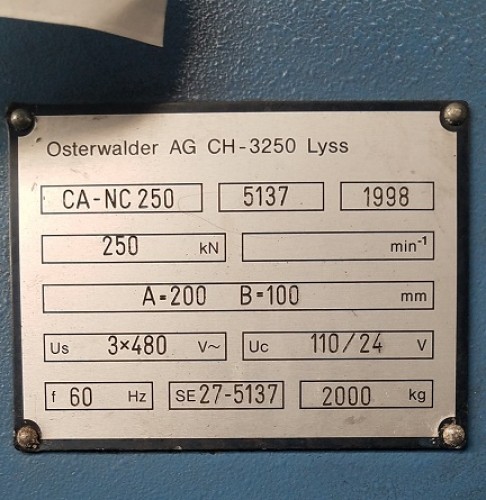 Osterwalder AG CH-3250 Lyss
CA-NC 250 5137 1998
250 kN min-1
A=200 B=100 mm
Us 3×480 V~ Uc 110/24 V
f 60 Hz SE 27-5137 2000 kg